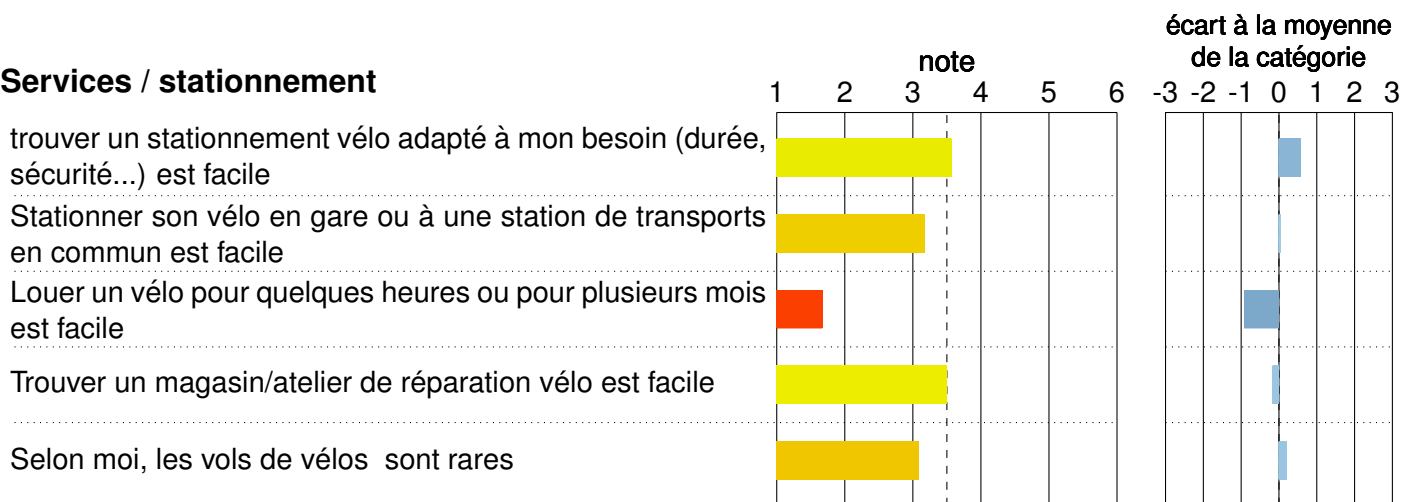 écart à la moyenne
note de la catégorie
Services / stationnement
1 2 3 4 5 6 -3 -2 -1 0 1 2 3
trouver un stationnement vélo adapté à mon besoin (durée,
sécurité...) est facile
Stationner son vélo en gare ou à une station de transports
en commun est facile
Louer un vélo pour quelques heures ou pour plusieurs mois
est facile
Trouver un magasin/atelier de réparation vélo est facile
Selon moi, les vols de vélos  sont rares